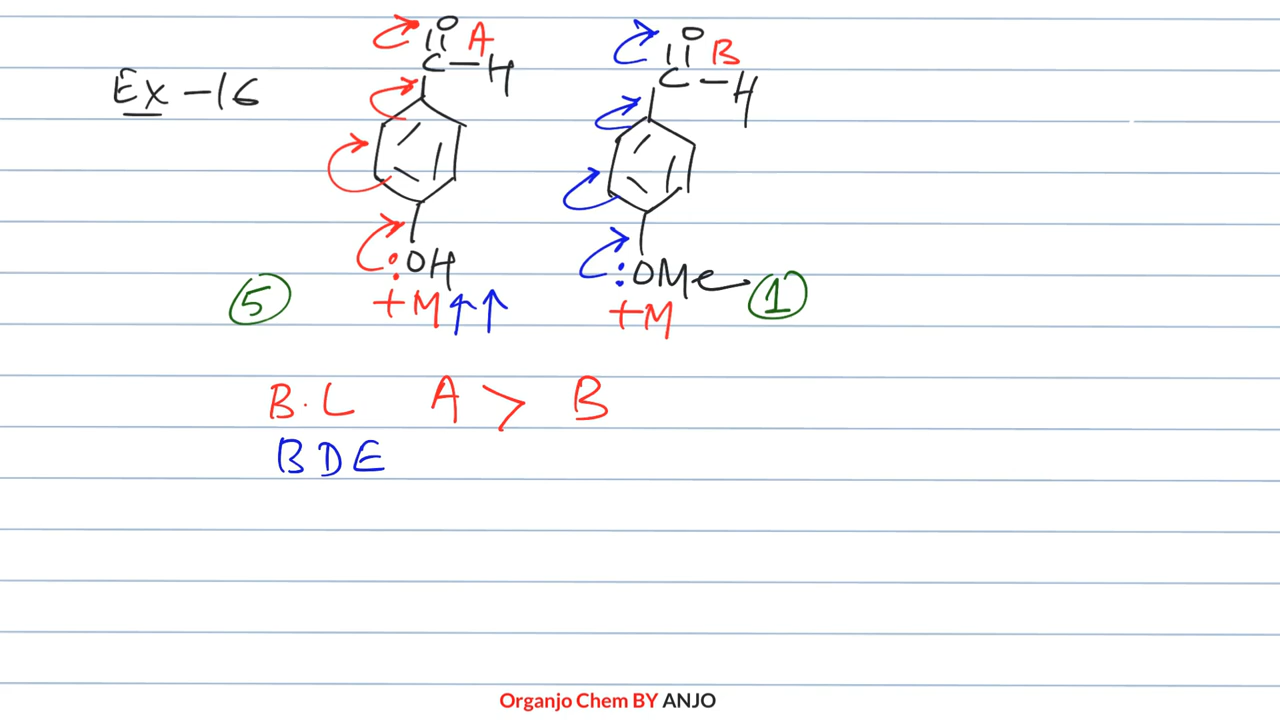 O O
A B
C-H C-H
Ex-16
:OH :OMe
5 1
+M↑↑ +M
B.L A > B
BDE
Organjo Chem BY ANJO